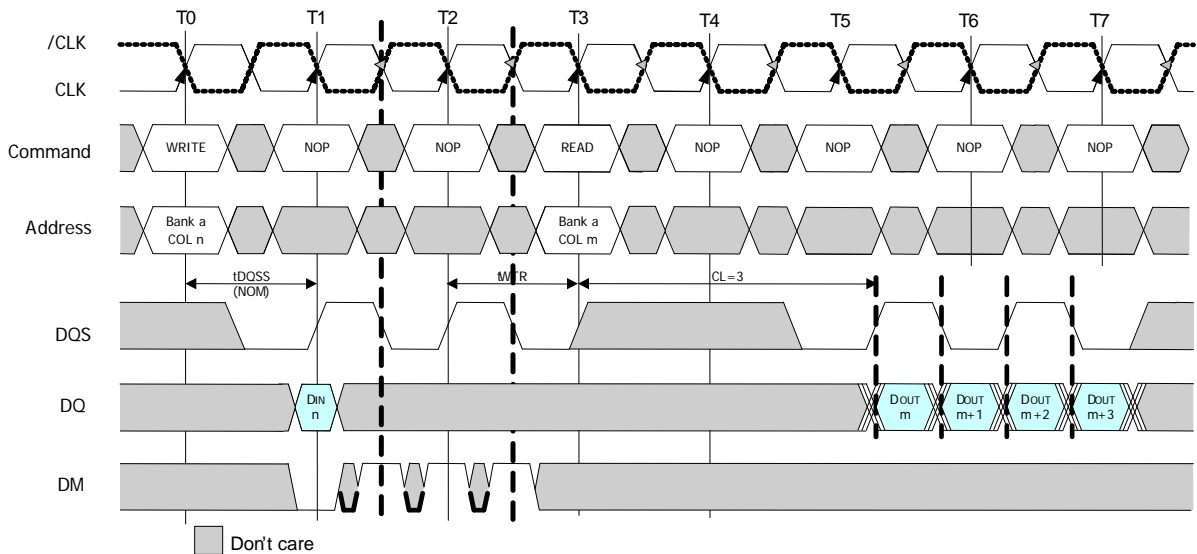 T0 T1 T2 T3 T4 T5 T6 T7
/CLK
CLK
Command WRITE NOP NOP READ NOP NOP NOP NOP
Address Bank a COL n Bank a COL m
tDQSS (NOM) tWTR CL=3
DQS
DQ DIN n DOUT m DOUT m+1 DOUT m+2 DOUT m+3
DM
Don't care